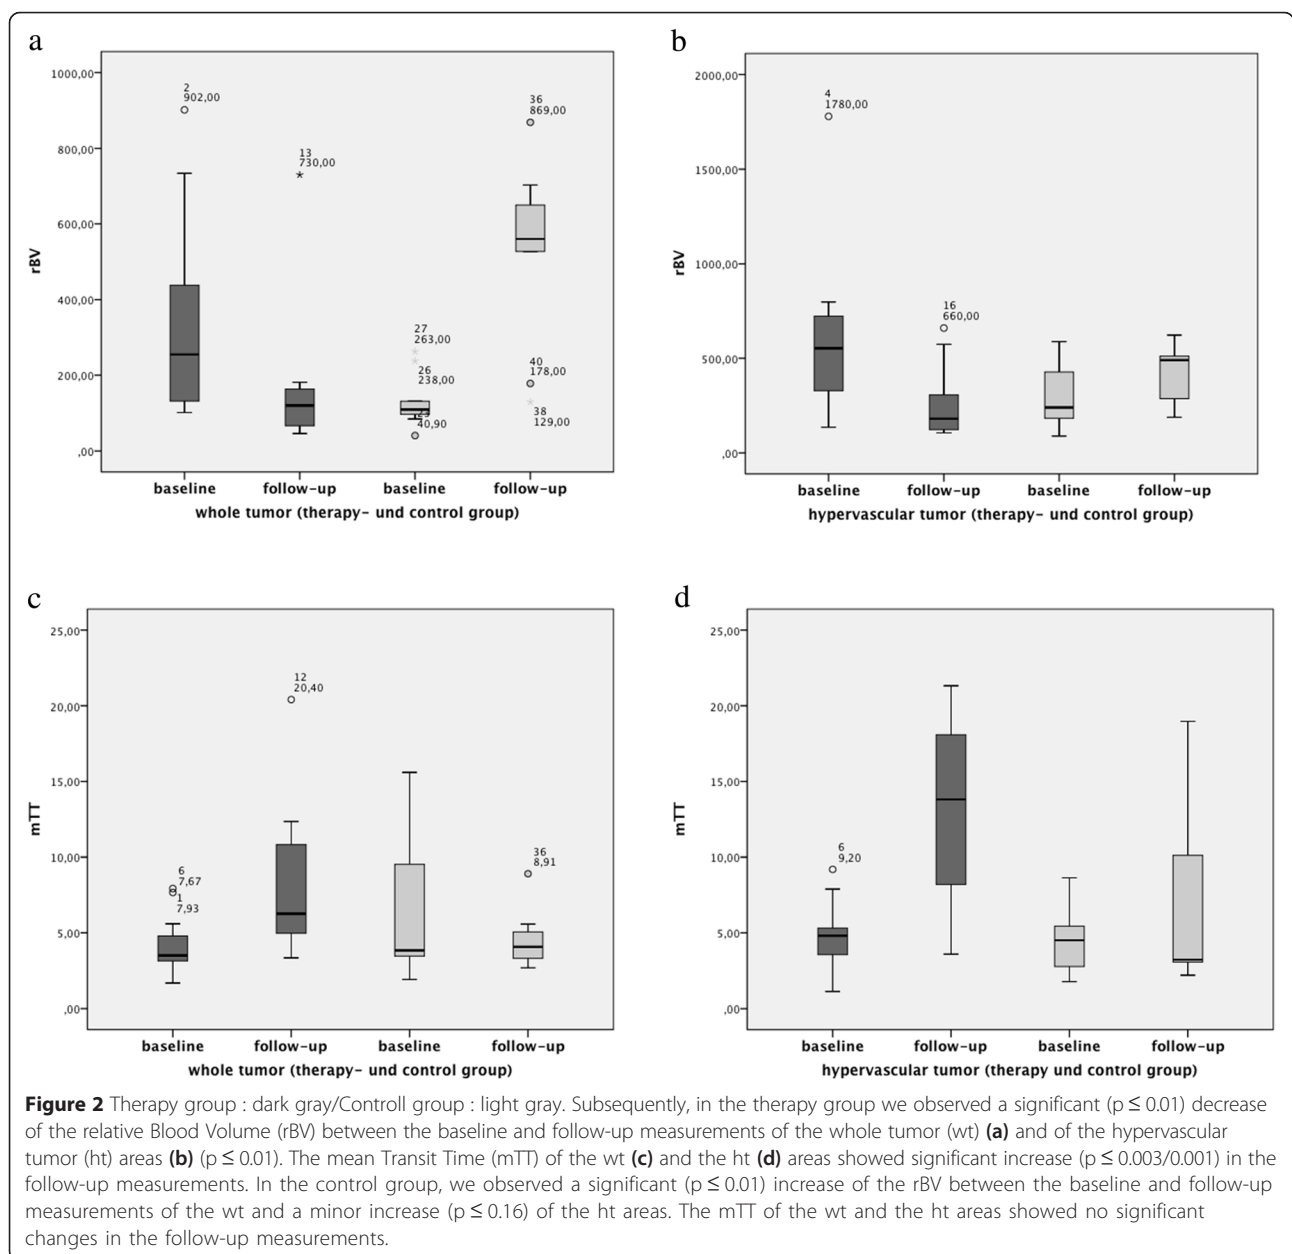 a
1000,00
800,00
600,00
400,00
200,00
,00
rBV
2
902,00
13
730,00
27
263,00
26
238,00
23
40,90
36
869,00
40
178,00
38
129,00
baseline follow-up baseline follow-up
whole tumor (therapy- und control group)
b
2000,00
1500,00
1000,00
500,00
,00
rBV
4
1780,00
16
660,00
baseline follow-up baseline follow-up
hypervascular tumor (therapy- und control group)
c
25,00
20,00
15,00
10,00
5,00
,00
mTT
6
7,67
1
7,93
12
20,40
36
8,91
baseline follow-up baseline follow-up
whole tumor (therapy- und control group)
d
25,00
20,00
15,00
10,00
5,00
,00
mTT
6
9,20
baseline follow-up baseline follow-up
hypervascular tumor (therapy und control group)
Figure 2 Therapy group : dark gray/Controll group : light gray. Subsequently, in the therapy group we observed a significant (p ≤ 0.01) decrease
of the relative Blood Volume (rBV) between the baseline and follow-up measurements of the whole tumor (wt) (a) and of the hypervascular
tumor (ht) areas (b) (p ≤ 0.01). The mean Transit Time (mTT) of the wt (c) and the ht (d) areas showed significant increase (p ≤ 0.003/0.001) in the
follow-up measurements. In the control group, we observed a significant (p ≤ 0.01) increase of the rBV between the baseline and follow-up
measurements of the wt and a minor increase (p ≤ 0.16) of the ht areas. The mTT of the wt and the ht areas showed no significant
changes in the follow-up measurements.